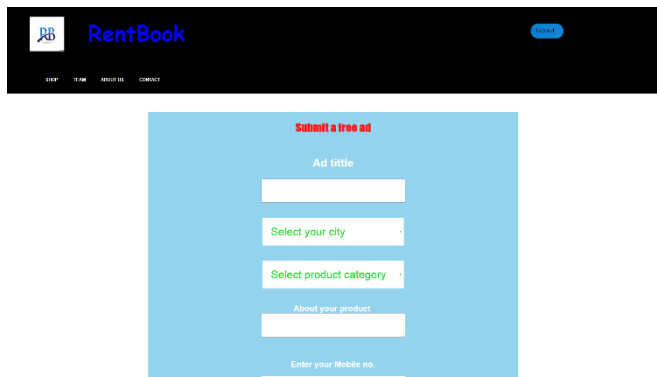 RB
RentBook
Logout
SHOP TEAM ABOUT US CONTACT
Submit a free ad
Ad tittle
Select your city
Select product category
About your product
Enter your Mobile no.